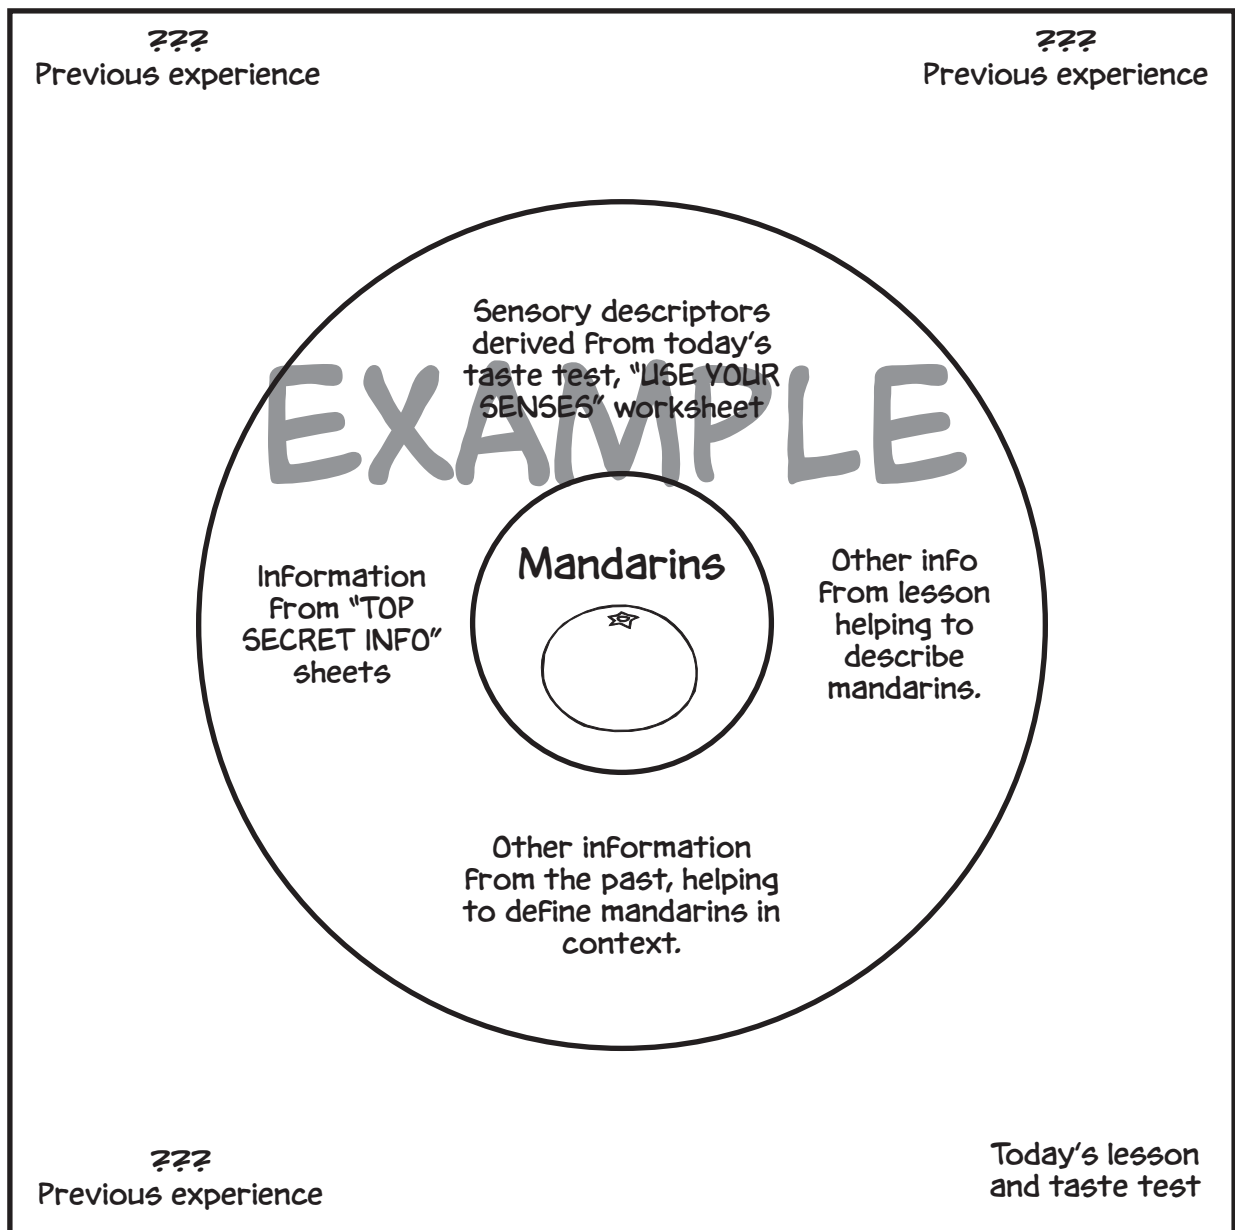 ???
Previous experience
???
Previous experience
Sensory descriptors
derived from today's
taste test, "USE YOUR
SENSES" worksheet
EXAMPLE
Mandarins
Information
from "TOP
SECRET INFO"
sheets
Other info
from lesson
helping to
describe
mandarins.
Other information
from the past, helping
to define mandarins in
context.
???
Previous experience
Today's lesson
and taste test